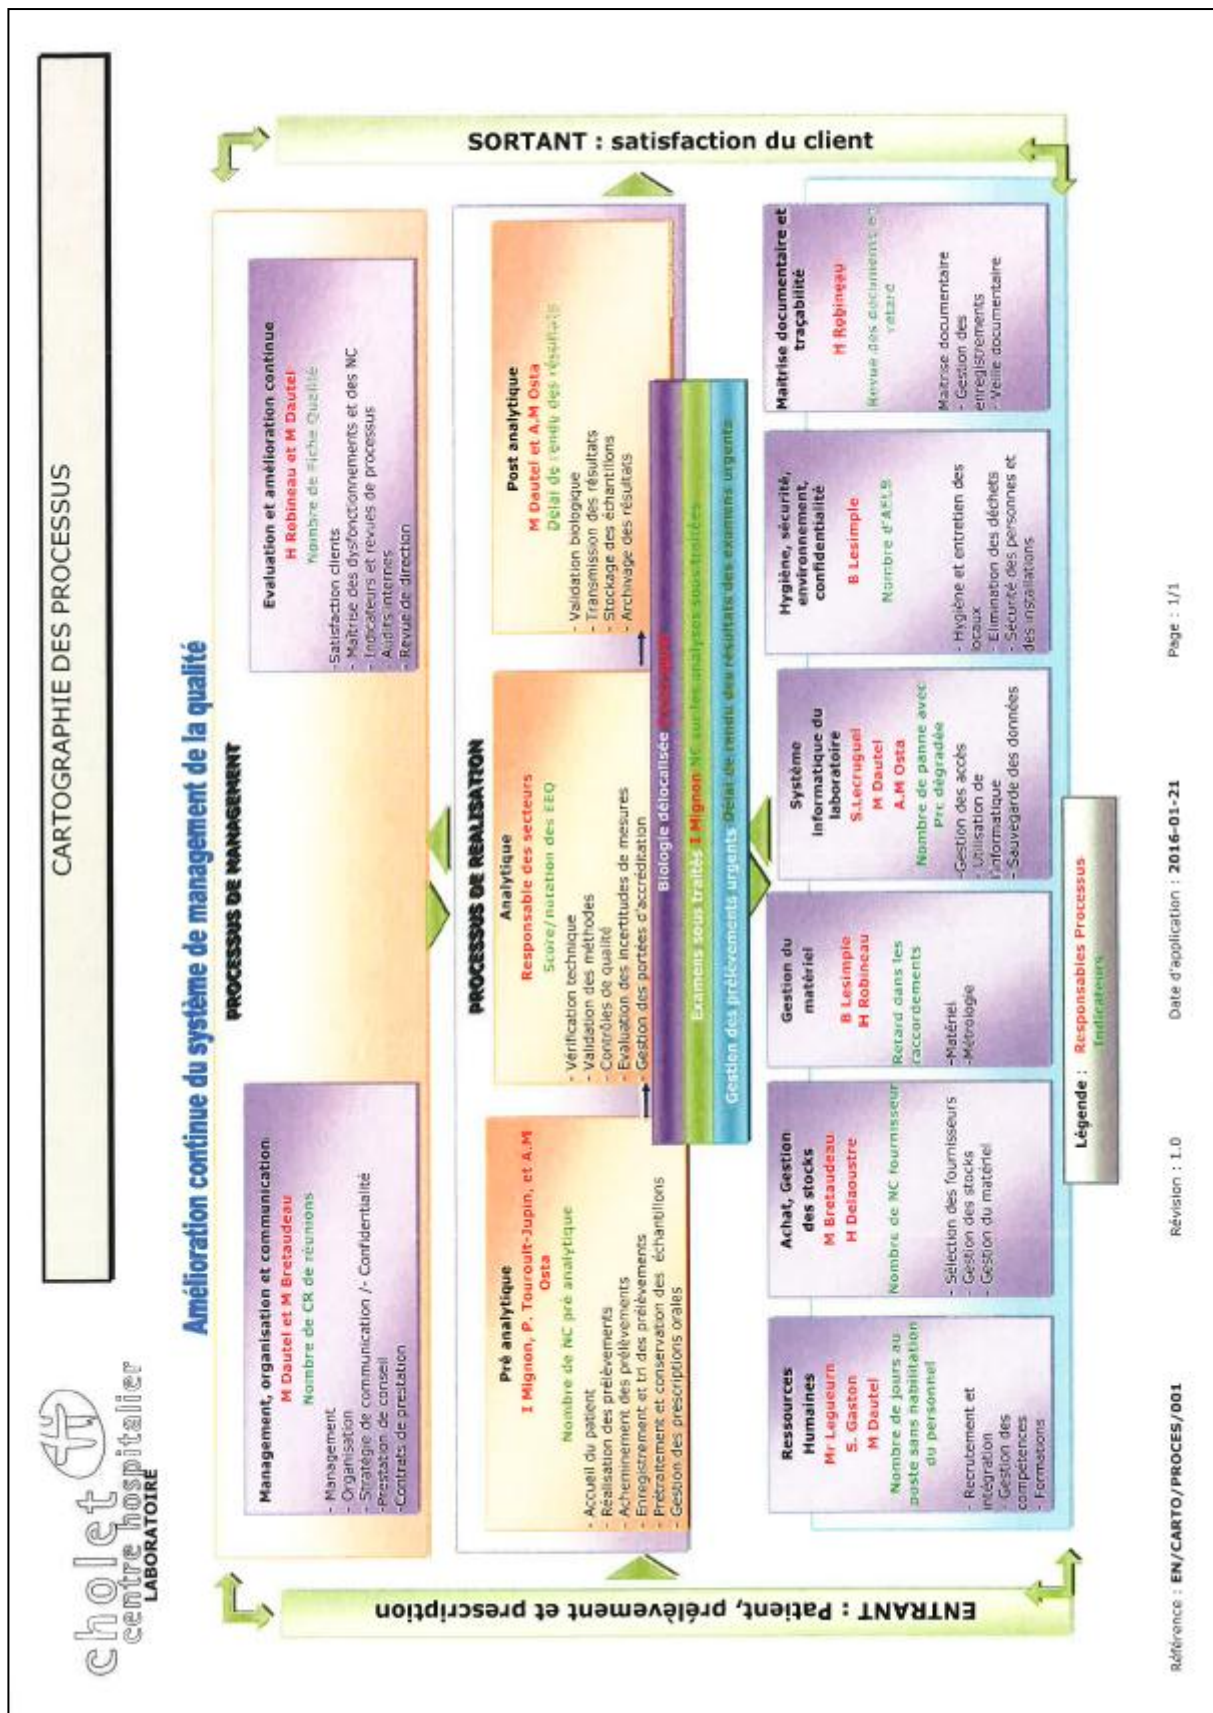 cholet
centre hospitalier
LABORATOIRE
CARTOGRAPHIE DES PROCESSUS
Amélioration continue du système de management de la qualité
ENTRANT : Patient, prélèvement et prescription
PROCESSUS DE MANAGEMENT
Management, organisation et communication
M Dautel et M Bretaudeau
Nombre de CR de réunions
- Management
- Organisation
- Stratégie de communication /- Confidentialité
-Prestation de conseil
-Contrats de prestation
Evaluation et amélioration continue
H Robineau et M Dautel
Nombre de Fiche Qualité
-Satisfaction clients
- Maîtrise des dysfonctionnements et des NC
- Indicateurs et revues de processus
- Audits internes
- Revue de direction
PROCESSUS DE REALISATION
Pré analytique
I Mignon, P. Touroult-Jupin, et A.M
Osta
Nombre de NC pré analytique
- Accueil du patient
- Réalisation des prélèvements
- Acheminement des prélèvements
- Enregistrement et tri des prélèvements
- Prétraitement et conservation des échantillons
- Gestion des prescriptions orales
Analytique
Responsable des secteurs
Score/notation des EEQ
- Vérification technique
- Validation des méthodes
- Contrôles de qualité
- Evaluation des incertitudes de mesures
- Gestion des portées d'accréditation
Post analytique
M Dautel et A.M Osta
Délai de rendu des résultats
- Validation biologique
- Transmission des résultats
- Stockage des échantillons
- Archivage des résultats
Biologie délocalisée
Examens sous traités I Mignon NC sur les analyses sous-traitées
Gestion des prélèvements urgents Délai de rendu des résultats des examens urgents
Ressources
Humaines
Mr Legueurn
S. Gaston
M Dautel
Nombre de jours au
poste sans habilitation
du personnel
- Recrutement et
intégration
- Gestion des
compétences
- Formations
Achat, Gestion
des stocks
M Bretaudeau
H Delaoustre
Nombre de NC fournisseur
- Sélection des fournisseurs
- Gestion des stocks
- Gestion du matériel
Gestion du
matériel
B Lesimple
H Robineau
Retard dans les
raccordements
-Matériel
-Métrologie
Système
informatique du
laboratoire
S.Lecruguel
M Dautel
A.M Osta
Nombre de panne avec
Prc dégradée
-Gestion des accès
- Utilisation de
l'informatique
- Sauvegarde des données
Hygiène, sécurité,
environnement,
confidentialité
B Lesimple
Nombre d'AELB
- Hygiène et entretien des
locaux
- Elimination des déchets
- Sécurité des personnes et
des installations
Maîtrise documentaire et
traçabilité
H Robineau
Revue des documents en
retard
Maîtrise documentaire
- Gestion des
enregistrements
- Veille documentaire
SORTANT : satisfaction du client
Légende : Responsables Processus
Indicateurs
Référence : EN/CARTO/PROCES/001
Révision : 1.0
Date d'application : 2016-01-21
Page : 1/1